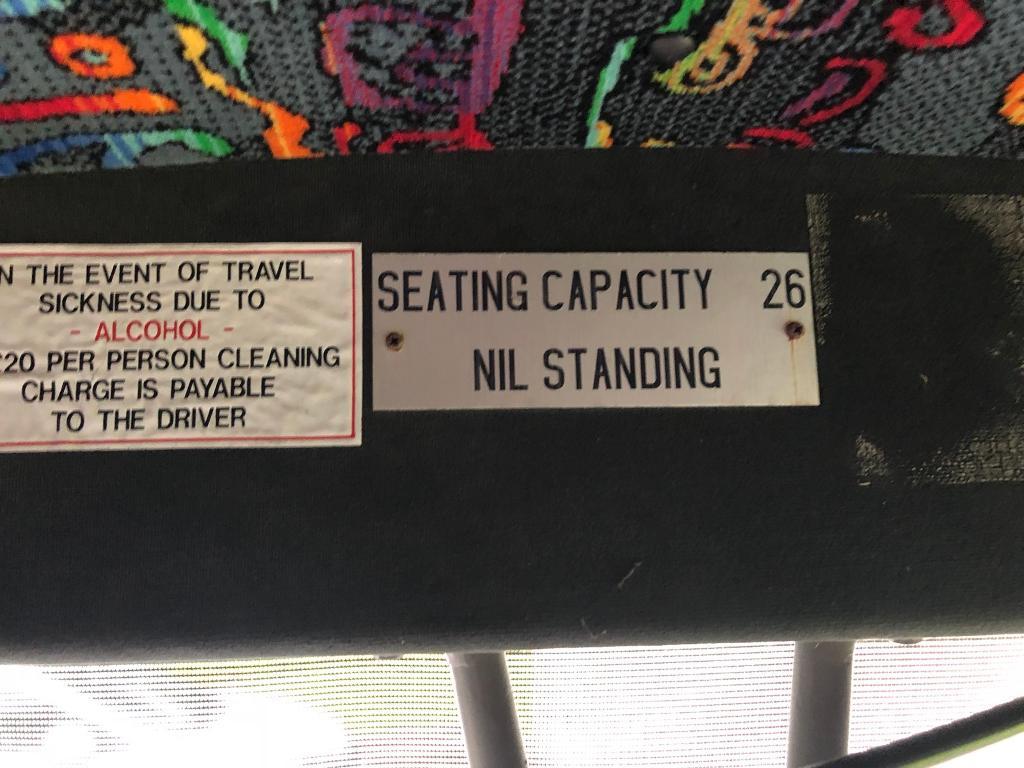 N THE EVENT OF TRAVEL
SICKNESS DUE TO
- ALCOHOL -
£20 PER PERSON CLEANING
CHARGE IS PAYABLE
TO THE DRIVER
SEATING CAPACITY 26
NIL STANDING